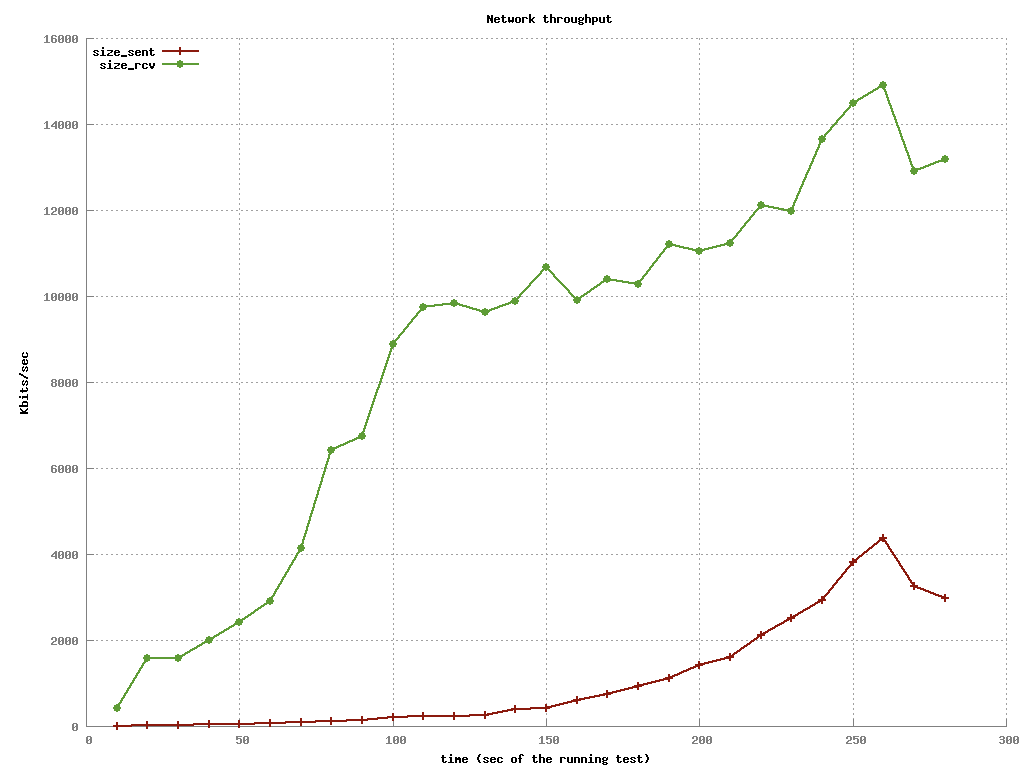 Network throughput
16000
size_sent
size_rcv
14000
12000
10000
Kbits/sec
8000
6000
4000
2000
0
0 50 100 150 200 250 300
time (sec of the running test)